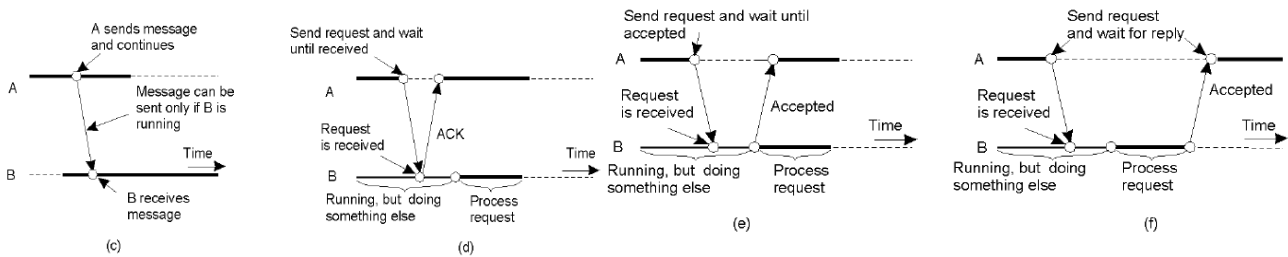 A sends message
and continues
A
Message can be
sent only if B is
running
Time
B
B receives
message
(c)
Send request and wait
until received
A
Request
is received
ACK
Time
B
Running, but doing
something else
Process
request
(d)
Send request and wait until
accepted
A
Request
is received
Accepted
Time
B
Running, but doing
something else
Process
request
(e)
Send request
and wait for reply
A
Request
is received
Accepted
Time
B
Running, but doing
something else
Process
request
(f)